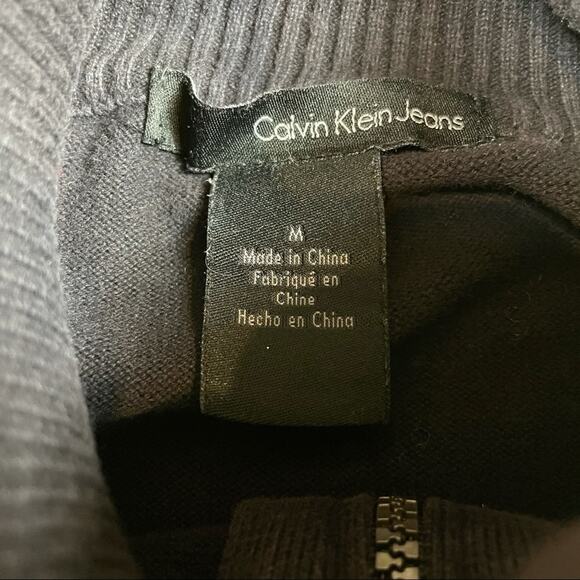 Calvin Klein Jeans
M
Made in China
Fabriqué en
Chine
Hecho en China